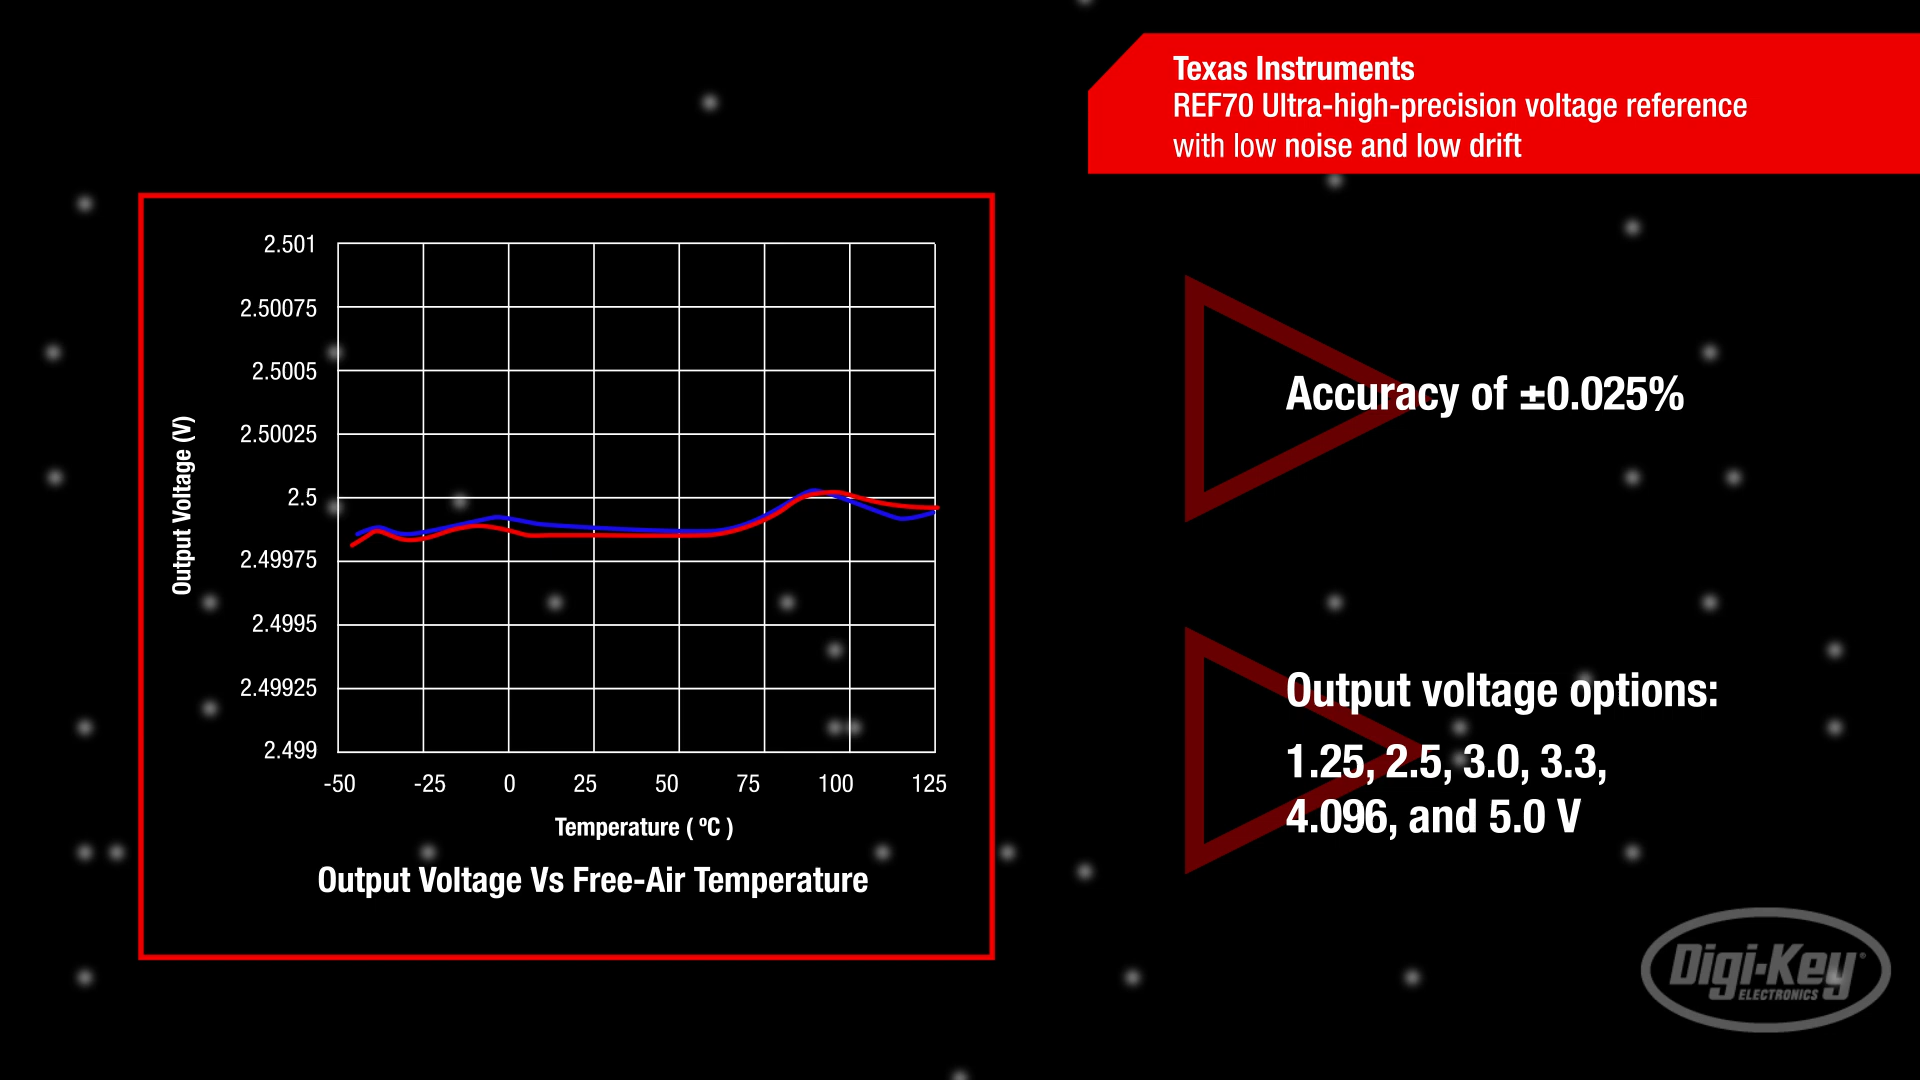 Texas Instruments
REF70 Ultra-high-precision voltage reference
with low noise and low drift
2.501
2.50075
2.5005
2.50025
2.5
2.49975
2.4995
2.49925
2.499
Output Voltage (V)
-50 -25 0 25 50 75 100 125
Temperature ( ºC )
Output Voltage Vs Free-Air Temperature
Accuracy of ±0.025%
Output voltage options:
1.25, 2.5, 3.0, 3.3,
4.096, and 5.0 V
Digi-Key®
ELECTRONICS